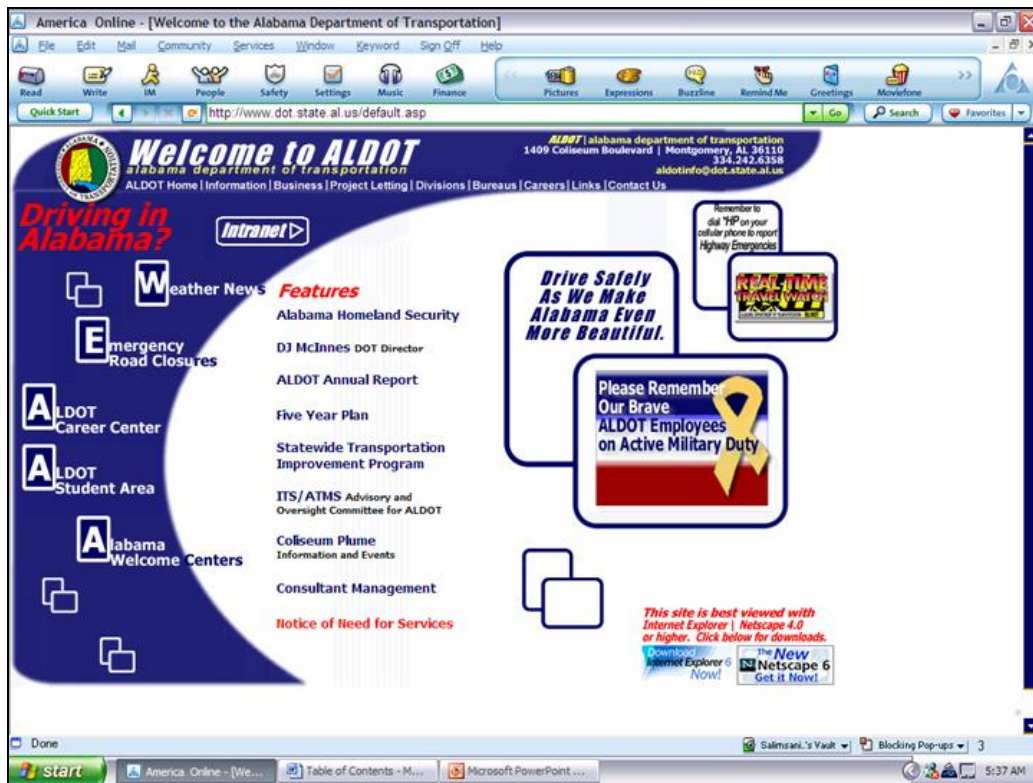 America Online - [Welcome to the Alabama Department of Transportation]
File Edit Mail Community Services Window Keyword Sign Off Help
Read Write IM People Safety Settings Music Finance Pictures Expressions Buzzline Remind Me Greetings Moviefone
Quick Start http://www.dot.state.al.us/default.asp Go Search Favorites
Welcome to ALDOT
alabama department of transportation
ALDOT | alabama department of transportation
1409 Coliseum Boulevard | Montgomery, AL 36110
334.242.6358
aldotinfo@dot.state.al.us
ALDOT Home | Information | Business | Project Letting | Divisions | Bureaus | Careers | Links | Contact Us
Driving in
Alabama?
Intranet
Weather News
Emergency
Road Closures
ALDOT
Career Center
ALDOT
Student Area
Alabama
Welcome Centers
Features
Alabama Homeland Security
DJ McInnes DOT Director
ALDOT Annual Report
Five Year Plan
Statewide Transportation
Improvement Program
ITS/ATMS Advisory and
Oversight Committee for ALDOT
Coliseum Plume
Information and Events
Consultant Management
Notice of Need for Services
Remember to
dial *HP on your
cellular phone to report
Highway Emergencies
REAL-TIME
TRAVEL WATCH
Drive Safely
As We Make
Alabama Even
More Beautiful.
Please Remember
Our Brave
ALDOT Employees
on Active Military Duty
This site is best viewed with
Internet Explorer | Netscape 4.0
or higher. Click below for downloads.
Download
Internet Explorer 6
Now!
The New
Netscape 6
Get it Now!
Done Salimsani.'s Vault Blocking Pop-ups 3
start America Online - [We... Table of Contents - M... Microsoft PowerPoint ... 5:37 AM